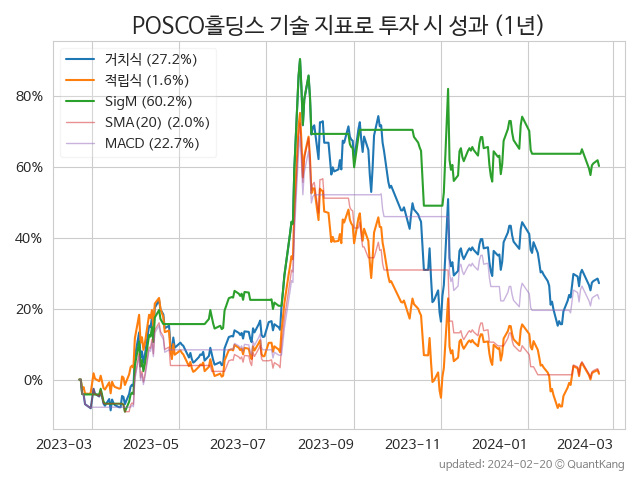 POSCO홀딩스 기술 지표로 투자 시 성과 (1년)
거치식 (27.2%)
적립식 (1.6%)
SigM (60.2%)
SMA(20) (2.0%)
MACD (22.7%)
80%
60%
40%
20%
0%
2023-03 2023-05 2023-07 2023-09 2023-11 2024-01 2024-03
updated: 2024-02-20 © QuantKang